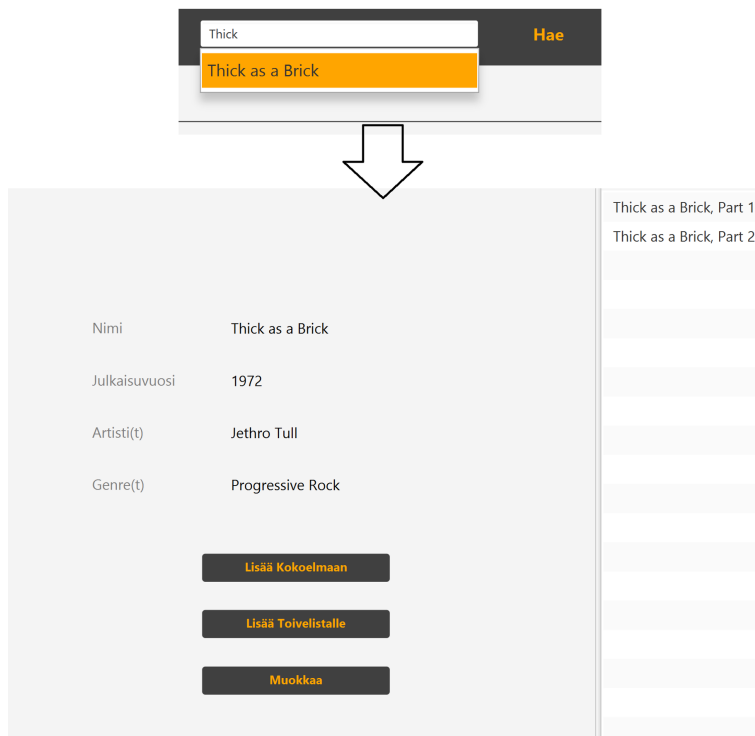 Thick
Hae
Thick as a Brick
Thick as a Brick, Part 1
Thick as a Brick, Part 2
Nimi
Thick as a Brick
Julkaisuvuosi
1972
Artisti(t)
Jethro Tull
Genre(t)
Progressive Rock
Lisää Kokoelmaan
Lisää Toivelistalle
Muokkaa